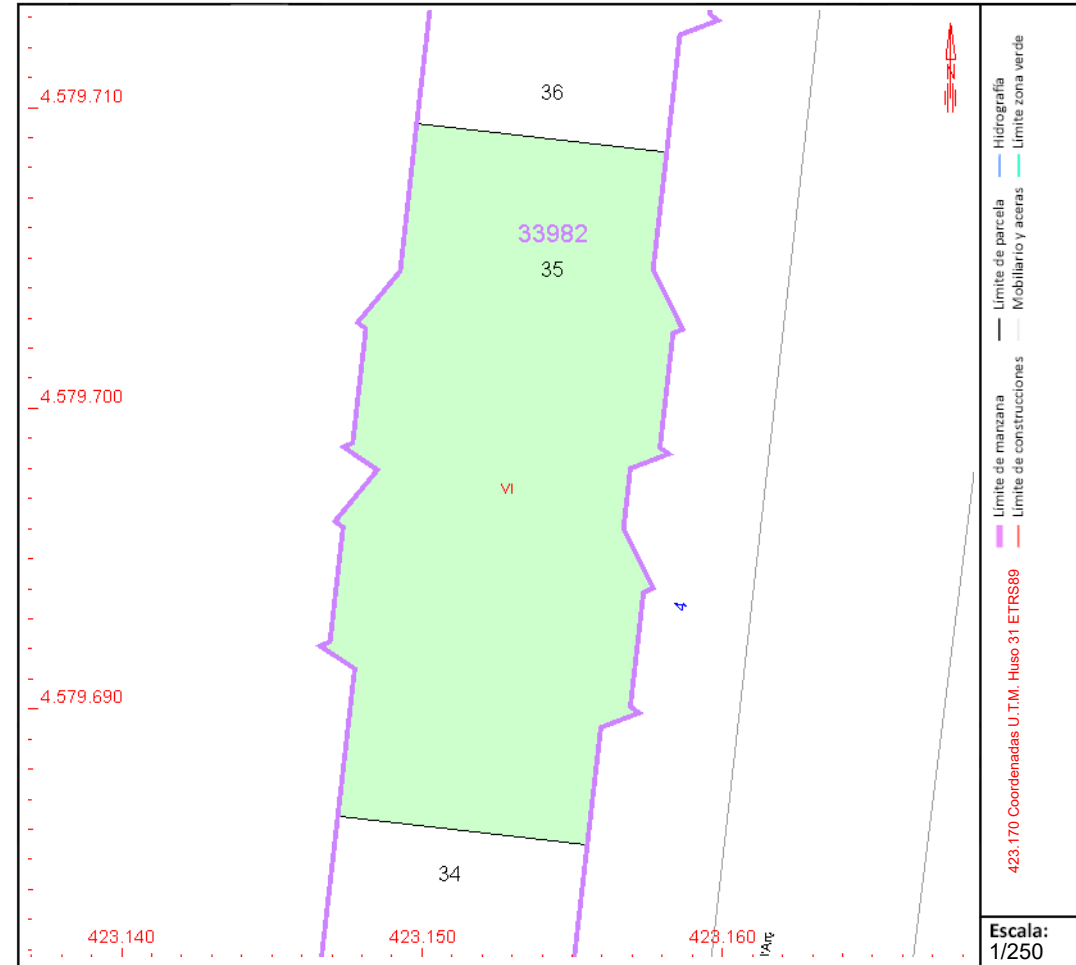 4.579.710
36
33982
35
4.579.700
VI
4
4.579.690
34
423.140
423.150
423.160
Hidrografía
Límite zona verde
Límite de parcela
Mobiliario y aceras
Límite de manzana
Límite de construcciones
423.170 Coordenadas U.T.M. Huso 31 ETRS89
Escala:
1/250